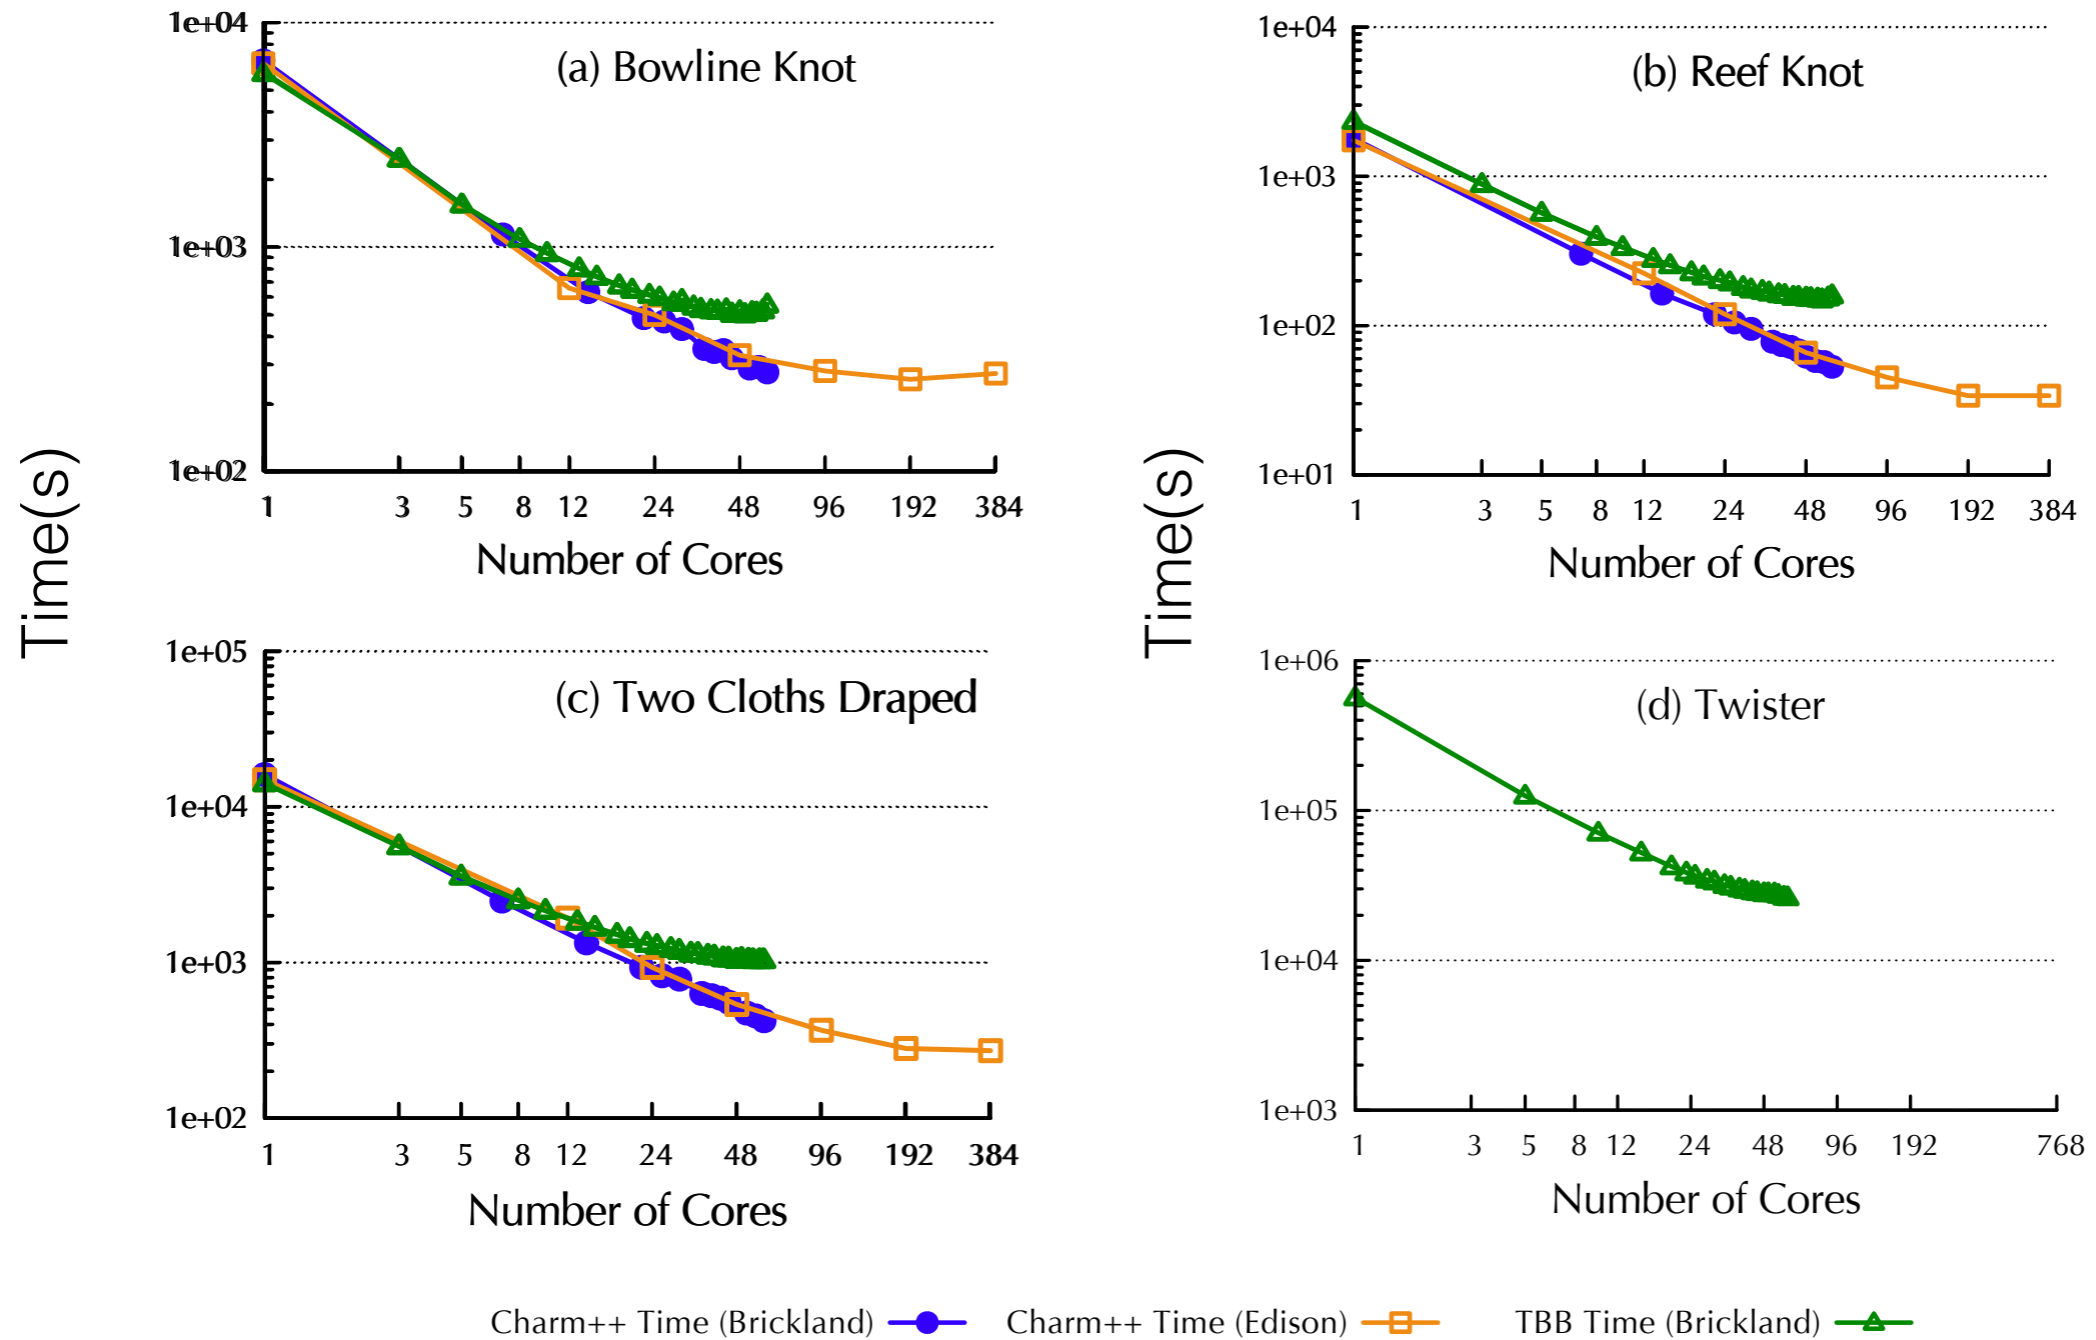 (a) Bowline Knot
1e+04
1e+03
1e+02
1 3 5 8 12 24 48 96 192 384
Number of Cores
Time(s)
(b) Reef Knot
1e+04
1e+03
1e+02
1e+01
1 3 5 8 12 24 48 96 192 384
Number of Cores
Time(s)
(c) Two Cloths Draped
1e+05
1e+04
1e+03
1e+02
1 3 5 8 12 24 48 96 192 384
Number of Cores
(d) Twister
1e+06
1e+05
1e+04
1e+03
1 3 5 8 12 24 48 96 192 768
Number of Cores
Charm++ Time (Brickland) Charm++ Time (Edison) TBB Time (Brickland)